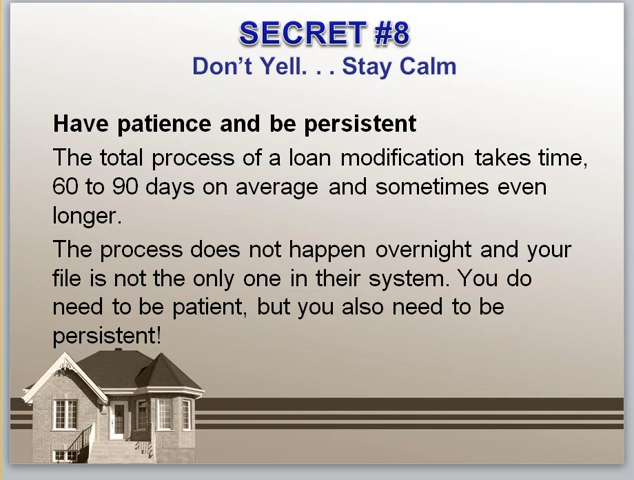 SECRET #8
Don't Yell. . . Stay Calm
Have patience and be persistent
The total process of a loan modification takes time,
60 to 90 days on average and sometimes even
longer.
The process does not happen overnight and your
file is not the only one in their system. You do
need to be patient, but you also need to be
persistent!